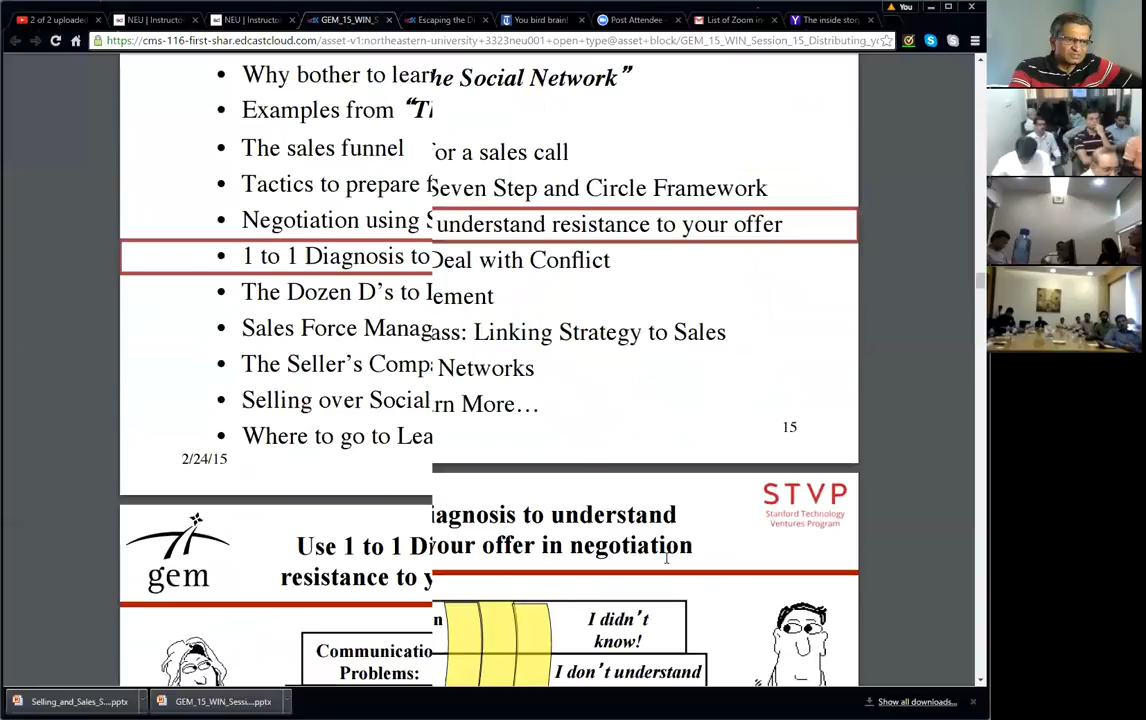 2 of 2 uploade
NEU | Instructo
NEU | Instructo
GEM_15_WIN_S
Escaping the D
You bird brain!
Post Attendee
List of Zoom in
The inside stor
You
https://cms-116-first-shar.edcastcloud.com/asset-v1:northeastern-university+3323neu001+open+type@asset+block/GEM_15_WIN_Session_15_Distributing_yo
• Why bother to lear
he Social Network”
• Examples from “T
• The sales funnel
for a sales call
• Tactics to prepare f
Seven Step and Circle Framework
• Negotiation using S
understand resistance to your offer
• 1 to 1 Diagnosis to
Deal with Conflict
• The Dozen D’s to D
ement
• Sales Force Manag
ass: Linking Strategy to Sales
• The Seller’s Compa
Networks
• Selling over Social
rn More…
• Where to go to Lea
15
2/24/15
STVP
Stanford Technology
Ventures Program
iagnosis to understand
Use 1 to 1 D
your offer in negotiation
resistance to y
gem
n
I didn’t
know!
Communicatio
Problems:
I don’t understand
Selling_and_Sales_S....pptx
GEM_15_WIN_Sessi....pptx
Show all downloads...